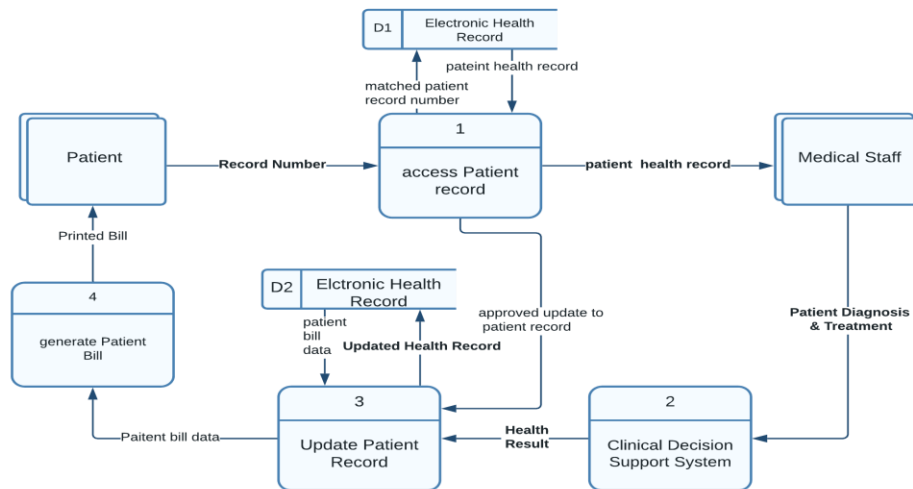 D1
Electronic Health
Record
pateint health record
matched patient
record number
1
access Patient
record
Patient
Record Number
patient health record
Medical Staff
Printed Bill
4
generate Patient
Bill
D2
Elctronic Health
Record
patient
bill
data
Updated Health Record
approved update to
patient record
Patient Diagnosis
& Treatment
3
Update Patient
Record
Health
Result
2
Clinical Decision
Support System
Paitent bill data